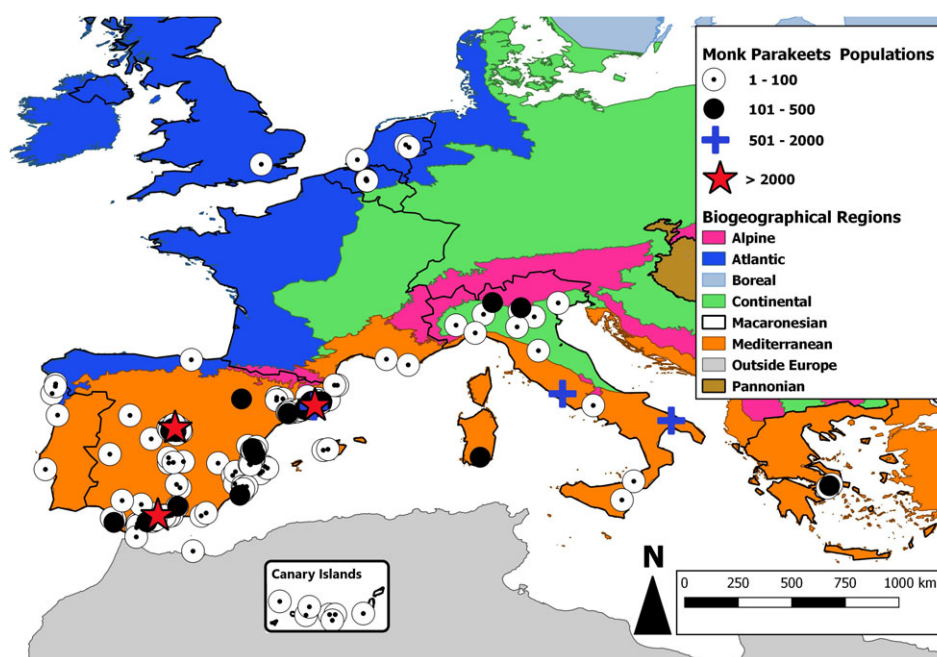 Monk Parakeets Populations
1 - 100
101 - 500
501 - 2000
> 2000
Biogeographical Regions
Alpine
Atlantic
Boreal
Continental
Macaronesian
Mediterranean
Outside Europe
Pannonian
Canary Islands
N
0 250 500 750 1000 km